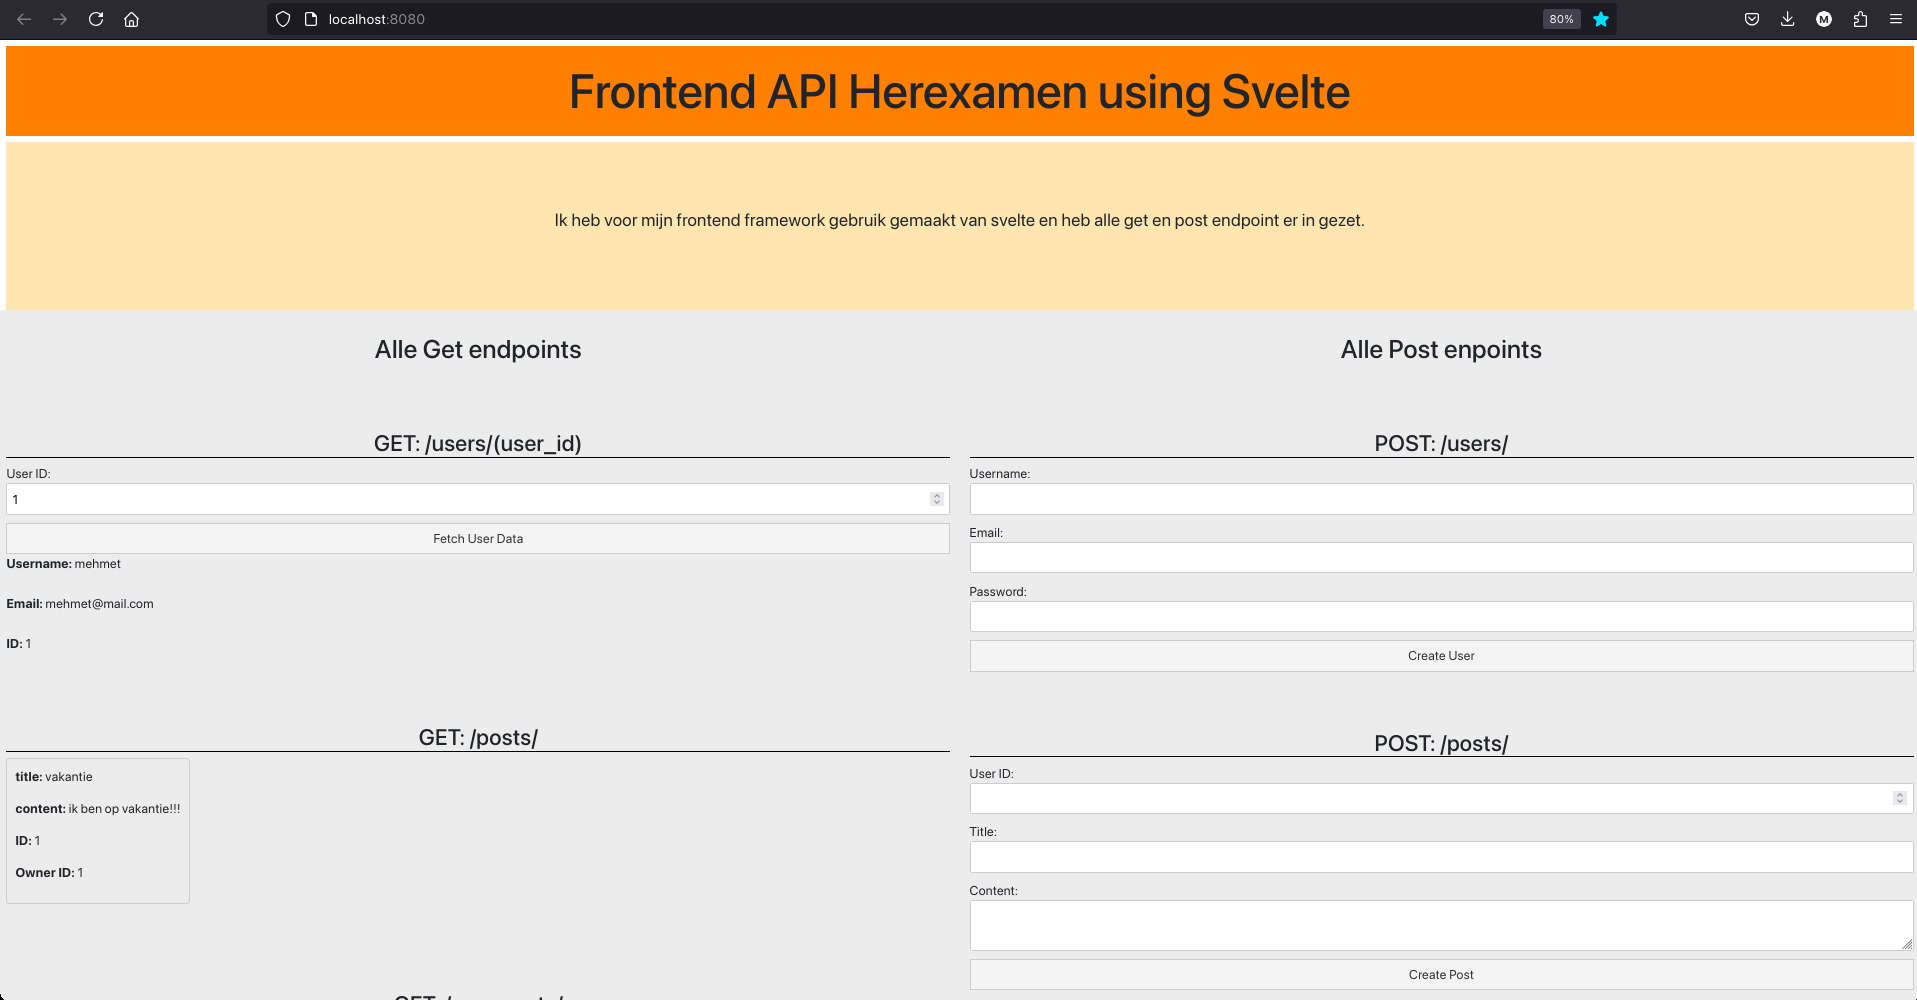 localhost:8080
80%
M
Frontend API Herexamen using Svelte
Ik heb voor mijn frontend framework gebruik gemaakt van svelte en heb alle get en post endpoint er in gezet.
Alle Get endpoints
GET: /users/(user_id)
User ID:
1
Fetch User Data
Username: mehmet
Email: mehmet@mail.com
ID: 1
GET: /posts/
title: vakantie
content: ik ben op vakantie!!!
ID: 1
Owner ID: 1
Alle Post enpoints
POST: /users/
Username:
Email:
Password:
Create User
POST: /posts/
User ID:
Title:
Content:
Create Post